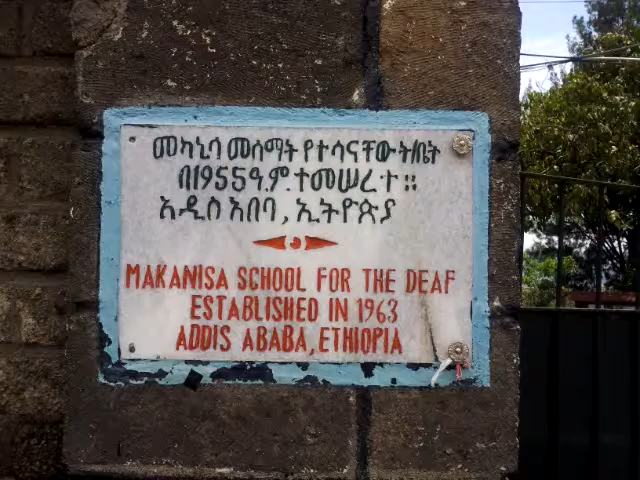 መካኒሳ መስማት የተሳናቸው ት/ቤት
በ1955ዓ.ም. ተመሠረተ ።
አዲስ አበባ, ኢትዮጵያ
MAKANISA SCHOOL FOR THE DEAF
ESTABLISHED IN 1963
ADDIS ABABA, ETHIOPIA